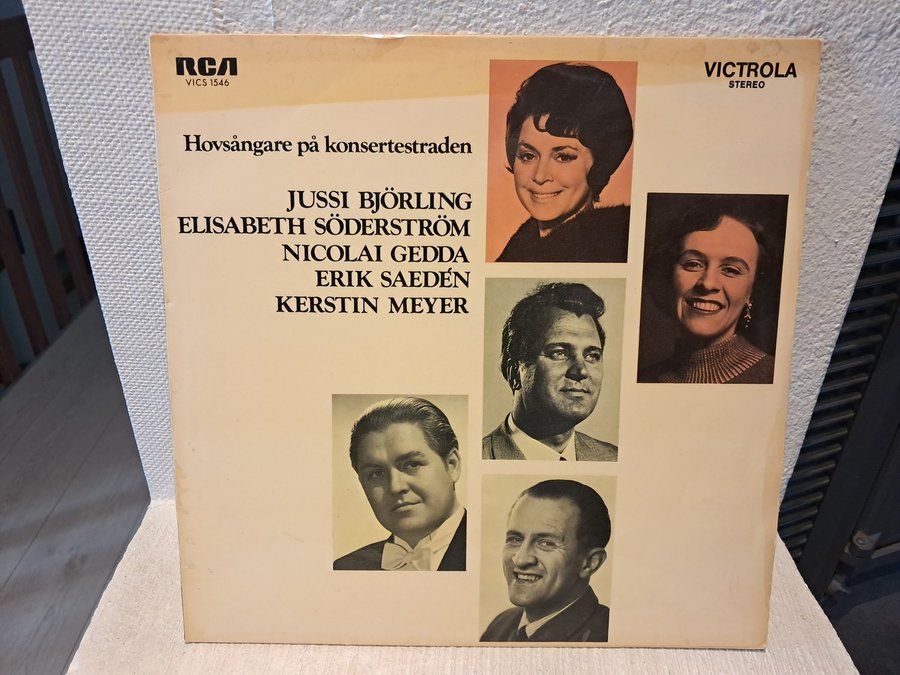 RCA
VICS 1546
VICTROLA
STEREO
Hovsångare på konsertestraden
JUSSI BJÖRLING
ELISABETH SÖDERSTRÖM
NICOLAI GEDDA
ERIK SAEDÉN
KERSTIN MEYER